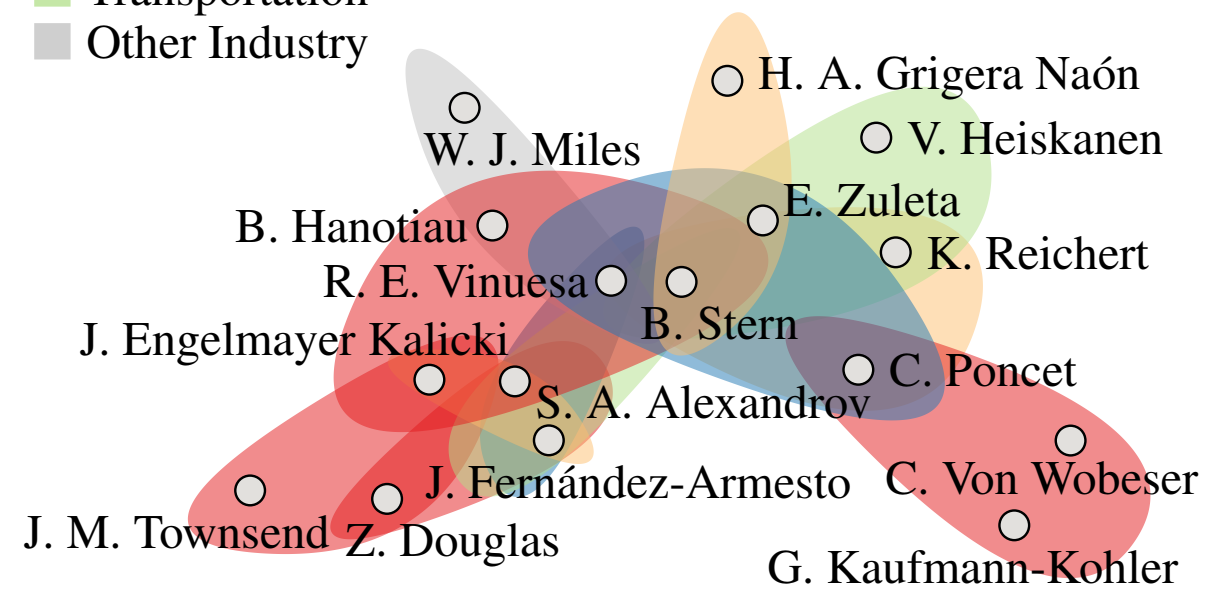 Transportation
Other Industry
H. A. Grigera Naón
V. Heiskanen
W. J. Miles
E. Zuleta
B. Hanotiau
K. Reichert
R. E. Vinuesa
B. Stern
J. Engelmayer Kalicki
C. Poncet
S. A. Alexandrov
J. Fernández-Armesto
C. Von Wobeser
J. M. Townsend
Z. Douglas
G. Kaufmann-Kohler